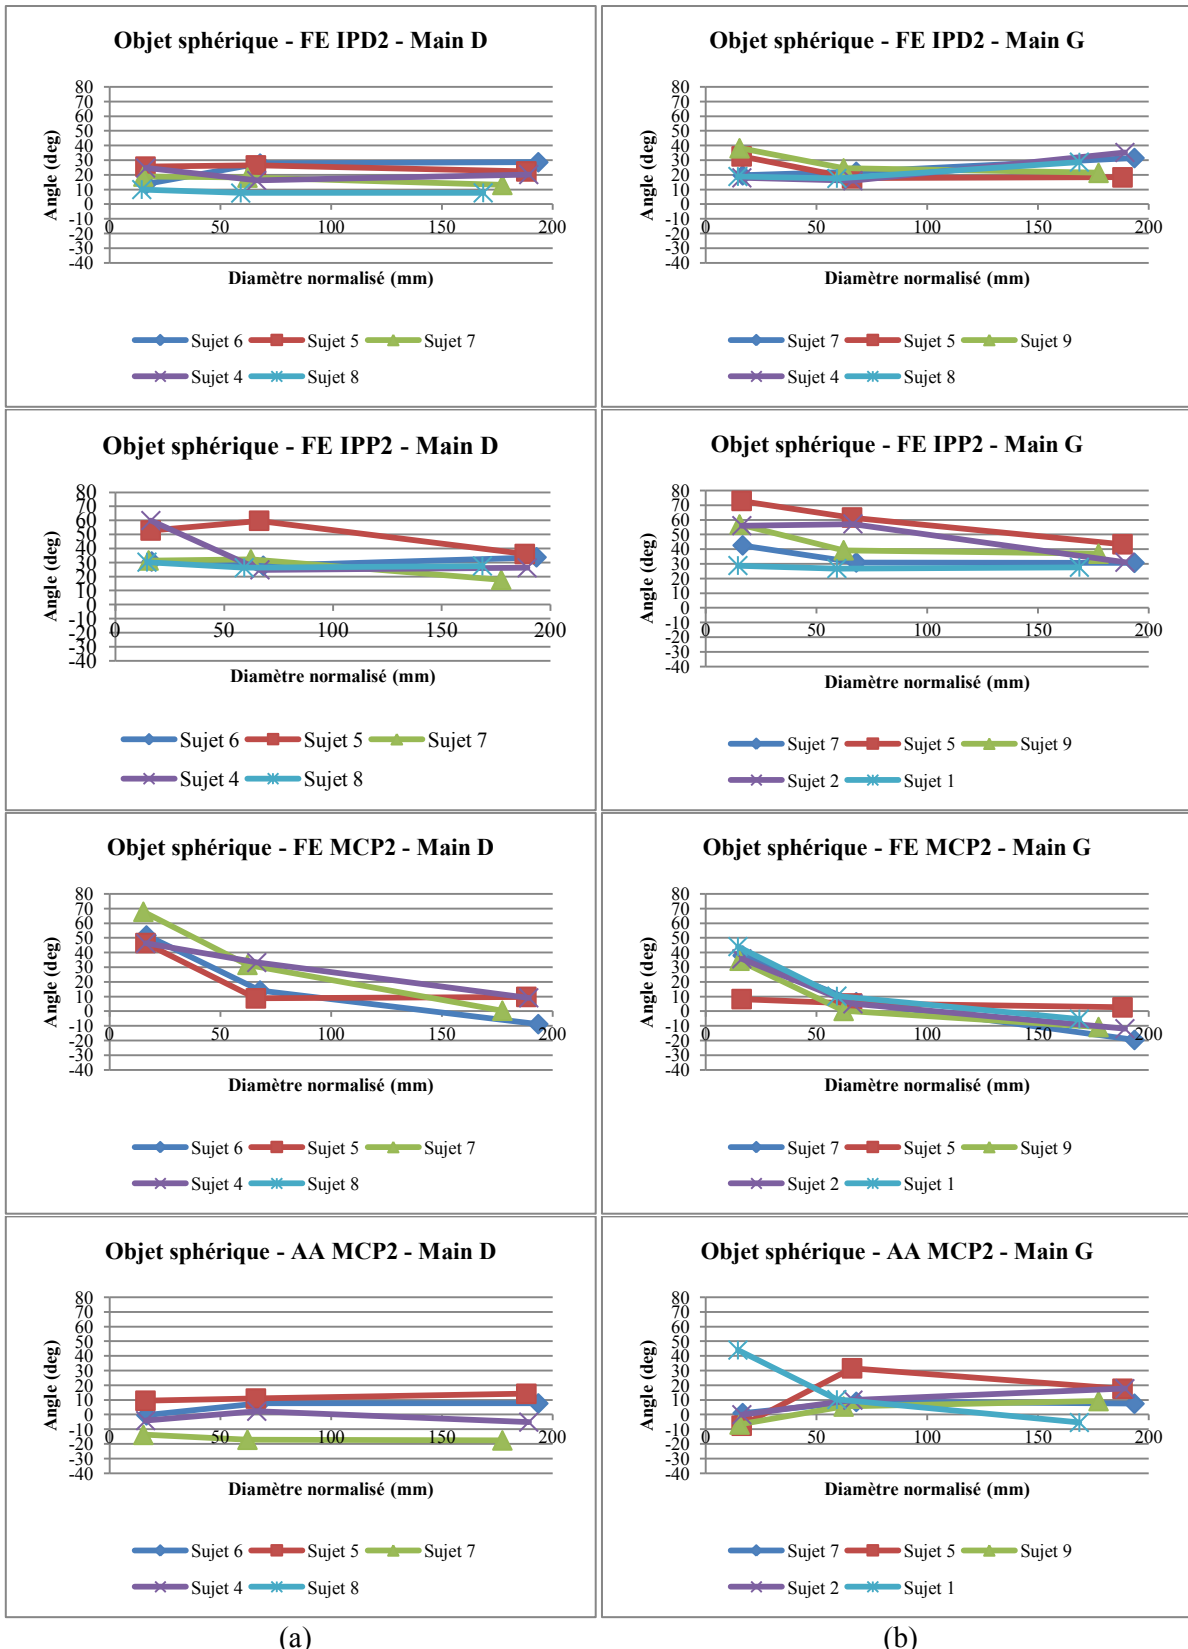 Objet sphérique - FE IPD2 - Main D
80
70
60
50
40
30
20
10
0
-10
-20
-30
-40
0 50 100 150 200
Angle (deg)
Diamètre normalisé (mm)
Sujet 6 Sujet 5 Sujet 7
Sujet 4 Sujet 8
Objet sphérique - FE IPD2 - Main G
80
70
60
50
40
30
20
10
0
-10
-20
-30
-40
0 50 100 150 200
Angle (deg)
Diamètre normalisé (mm)
Sujet 7 Sujet 5 Sujet 9
Sujet 4 Sujet 8
Objet sphérique - FE IPP2 - Main D
80
70
60
50
40
30
20
10
0
-10
-20
-30
-40
0 50 100 150 200
Angle (deg)
Diamètre normalisé (mm)
Sujet 6 Sujet 5 Sujet 7
Sujet 4 Sujet 8
Objet sphérique - FE IPP2 - Main G
80
70
60
50
40
30
20
10
0
-10
-20
-30
-40
0 50 100 150 200
Angle (deg)
Diamètre normalisé (mm)
Sujet 7 Sujet 5 Sujet 9
Sujet 2 Sujet 1
Objet sphérique - FE MCP2 - Main D
80
70
60
50
40
30
20
10
0
-10
-20
-30
-40
0 50 100 150 200
Angle (deg)
Diamètre normalisé (mm)
Sujet 6 Sujet 5 Sujet 7
Sujet 4 Sujet 8
Objet sphérique - FE MCP2 - Main G
80
70
60
50
40
30
20
10
0
-10
-20
-30
-40
0 50 100 150 200
Angle (deg)
Diamètre normalisé (mm)
Sujet 7 Sujet 5 Sujet 9
Sujet 2 Sujet 1
Objet sphérique - AA MCP2 - Main D
80
70
60
50
40
30
20
10
0
-10
-20
-30
-40
0 50 100 150 200
Angle (deg)
Diamètre normalisé (mm)
Sujet 6 Sujet 5 Sujet 7
Sujet 4 Sujet 8
Objet sphérique - AA MCP2 - Main G
80
70
60
50
40
30
20
10
0
-10
-20
-30
-40
0 50 100 150 200
Angle (deg)
Diamètre normalisé (mm)
Sujet 7 Sujet 5 Sujet 9
Sujet 2 Sujet 1
(a) (b)